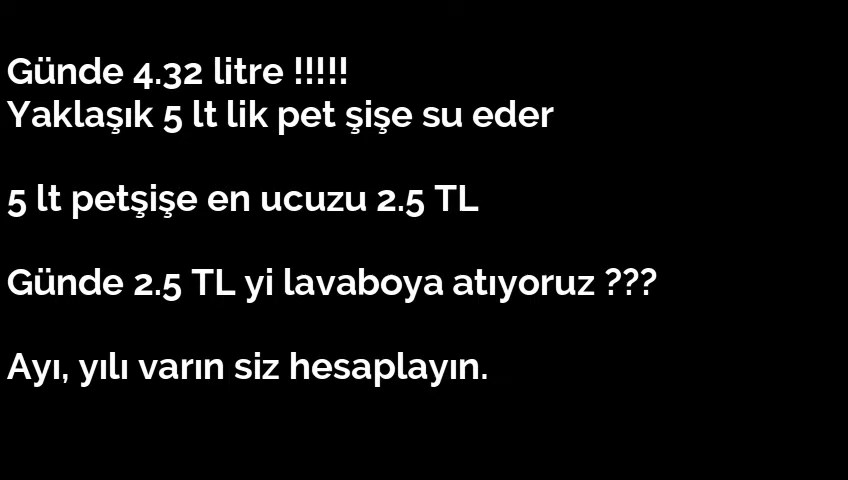 Günde 4.32 litre !!!!!
Yaklaşık 5 lt lik pet şişe su eder
5 lt petşişe en ucuzu 2.5 TL
Günde 2.5 TL yi lavaboya atıyoruz ???
Ayı, yılı varın siz hesaplayın.